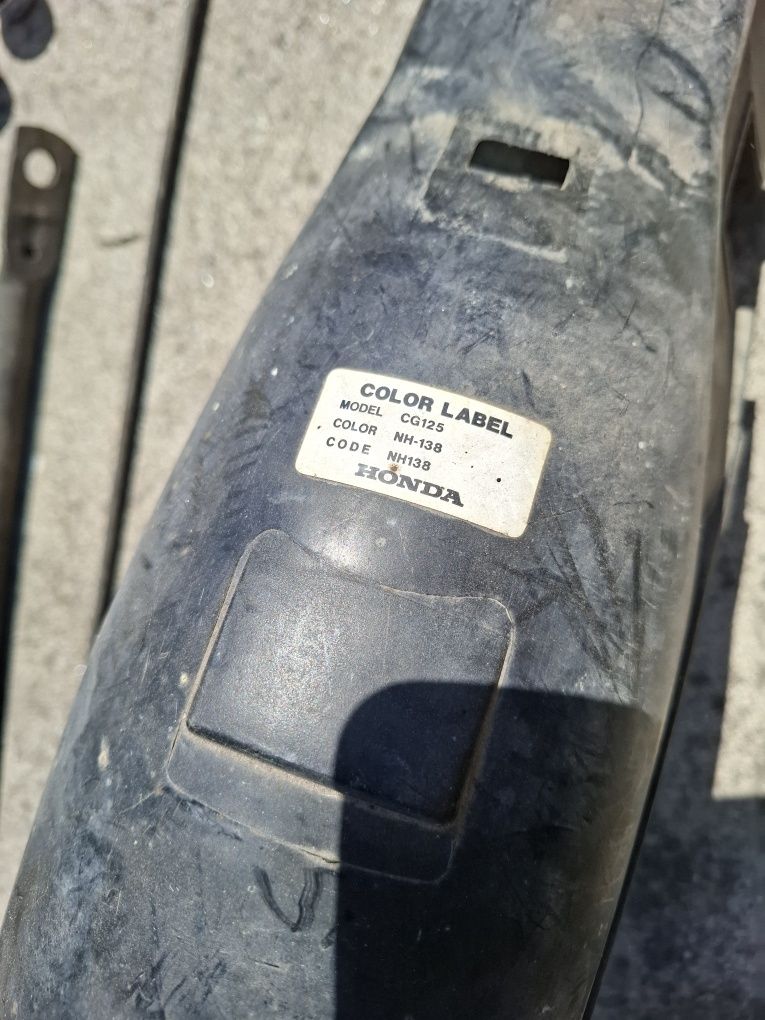 COLOR LABEL
MODEL CG125
COLOR NH-138
CODE NH138
HONDA